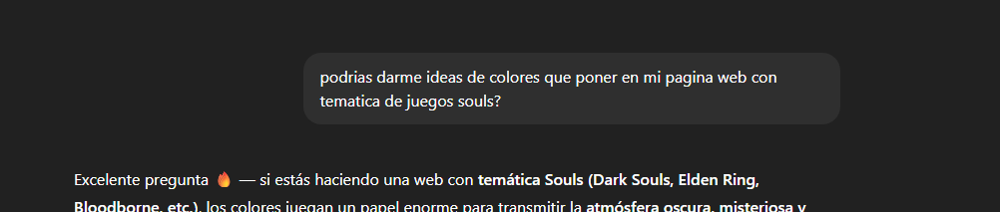 podrias darme ideas de colores que poner en mi pagina web con
tematica de juegos souls?
Excelente pregunta 🔥 — si estás haciendo una web con temática Souls (Dark Souls, Elden Ring,
Bloodborne, etc.), los colores juegan un papel enorme para transmitir la atmósfera oscura, misteriosa y